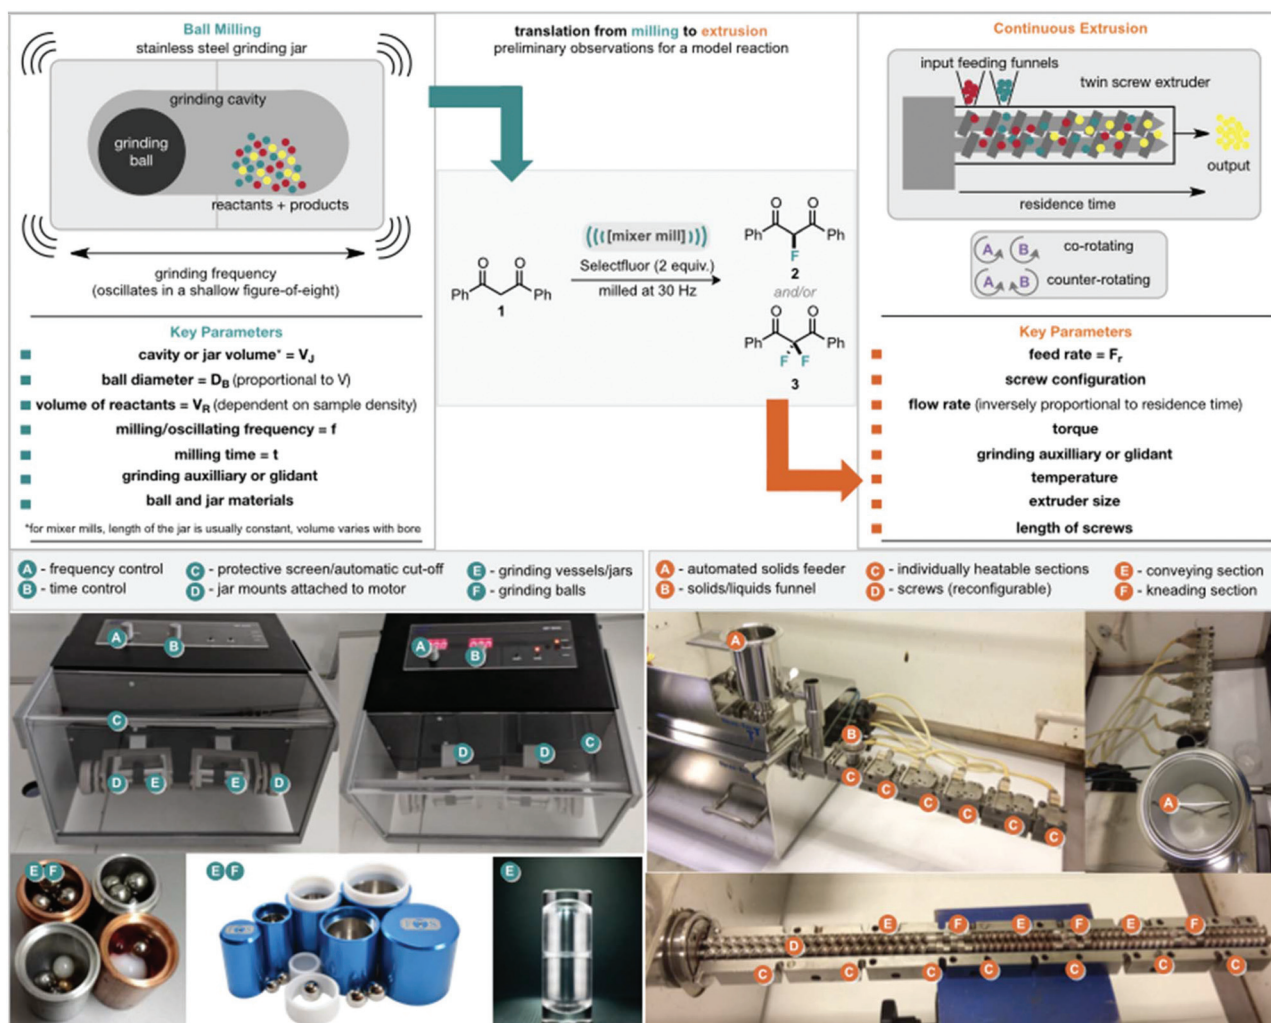 Ball Milling
stainless steel grinding jar
grinding cavity
grinding
ball
reactants + products
grinding frequency
(oscillates in a shallow figure-of-eight)
Key Parameters
cavity or jar volume* = VJ
ball diameter = DB (proportional to V)
volume of reactants = VR (dependent on sample density)
milling/oscillating frequency = f
milling time = t
grinding auxilliary or glidant
ball and jar materials
*for mixer mills, length of the jar is usually constant, volume varies with bore
translation from milling to extrusion
preliminary observations for a model reaction
O O
Ph Ph
1
((([mixer mill])))
Selectfluor (2 equiv.)
milled at 30 Hz
O O
Ph Ph
F
2
and/or
O O
Ph Ph
F F
3
Continuous Extrusion
input feeding funnels
twin screw extruder
output
residence time
A B co-rotating
A B counter-rotating
Key Parameters
feed rate = Fr
screw configuration
flow rate (inversely proportional to residence time)
torque
grinding auxilliary or glidant
temperature
extruder size
length of screws
A - frequency control
B - time control
C - protective screen/automatic cut-off
D - jar mounts attached to motor
E - grinding vessels/jars
F - grinding balls
A - automated solids feeder
B - solids/liquids funnel
C - individually heatable sections
D - screws (reconfigurable)
E - conveying section
F - kneading section
A B
C
D E E D
A B
D D C
E F
E F
E
A
B
C C C C C C
A
E F E F E F
D
C C C C C C